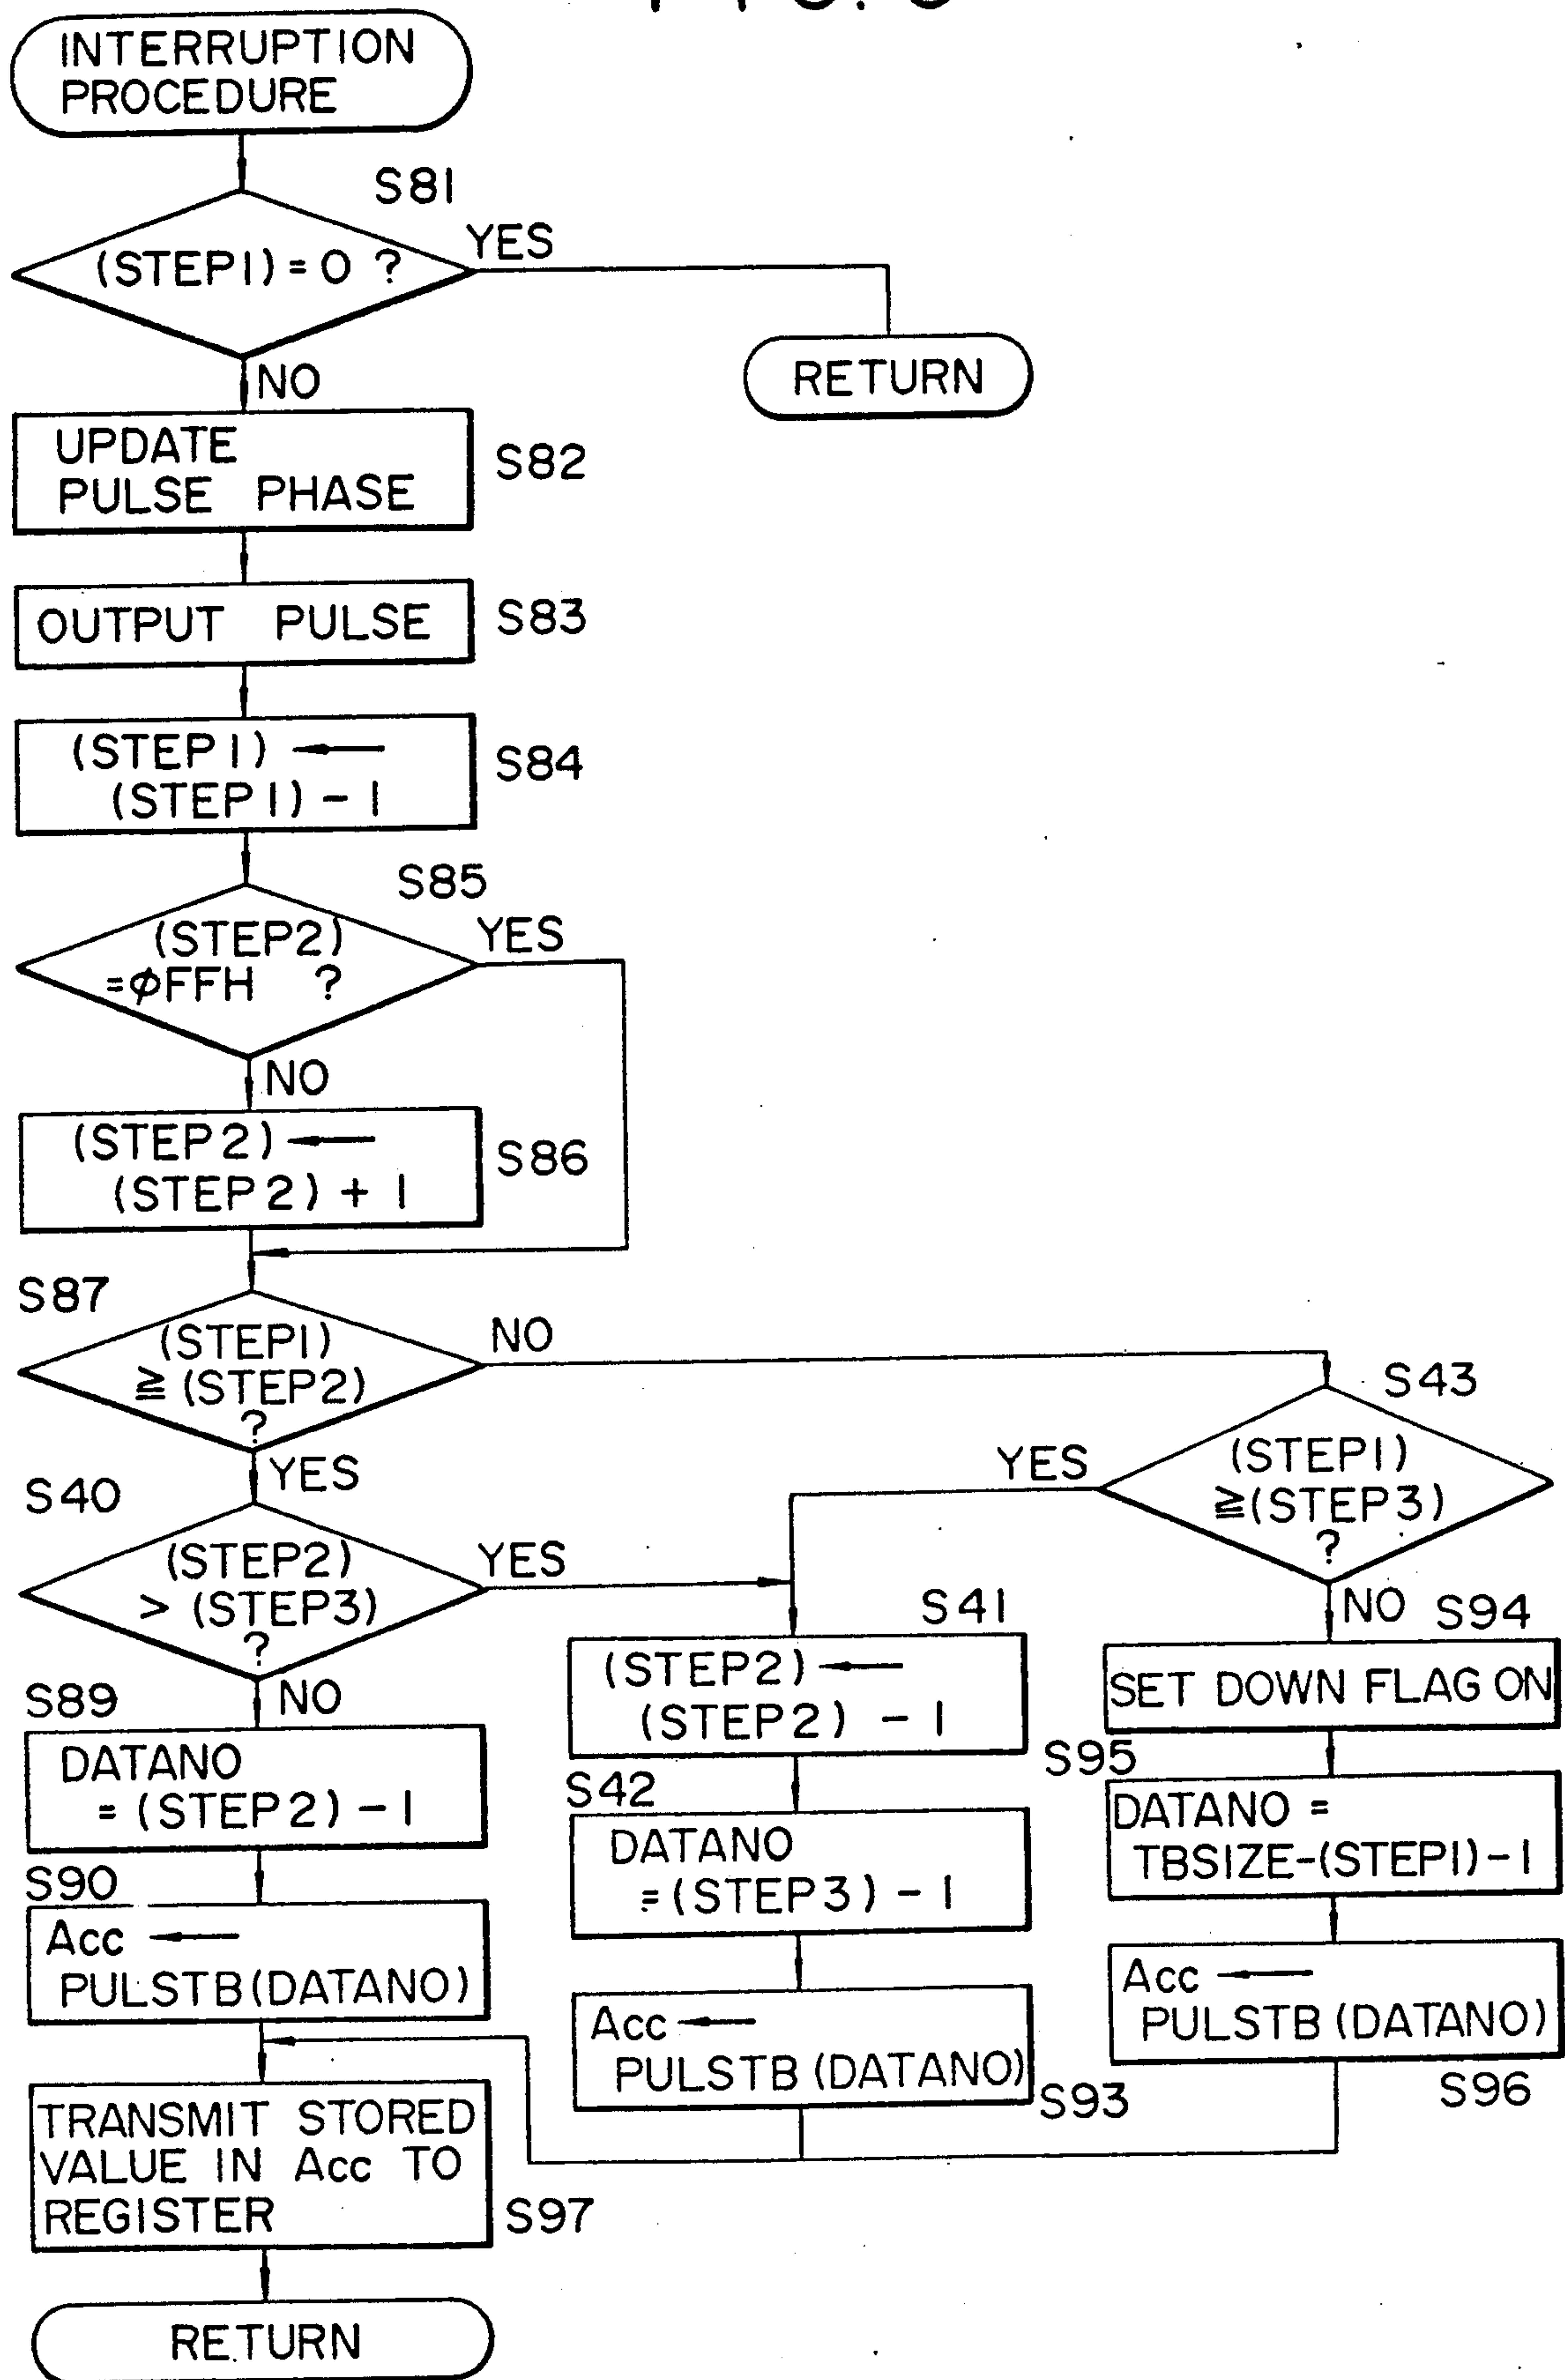 INTERRUPTION
PROCEDURE
S81
(STEP1)=0 ?
YES
RETURN
NO
UPDATE
PULSE PHASE
S82
OUTPUT PULSE
S83
(STEP1) ←
(STEP1) - 1
S84
S85
(STEP2)
=φFFH ?
YES
NO
(STEP2) ←
(STEP2) + 1
S86
S87
(STEP1)
≧ (STEP2)
?
NO
YES
S43
(STEP1)
≧(STEP3)
?
YES
NO
S40
(STEP2)
> (STEP3)
?
YES
NO
S41
(STEP2) ←
(STEP2) - 1
S94
SET DOWN FLAG ON
S89
DATANO
= (STEP2) - 1
S42
DATANO
= (STEP3) - 1
S95
DATANO =
TBSIZE-(STEP1)-1
S90
Acc ←
PULSTB(DATANO)
Acc ←
PULSTB (DATANO)
S93
Acc ←
PULSTB (DATANO)
S96
TRANSMIT STORED
VALUE IN Acc TO
REGISTER
S97
RETURN